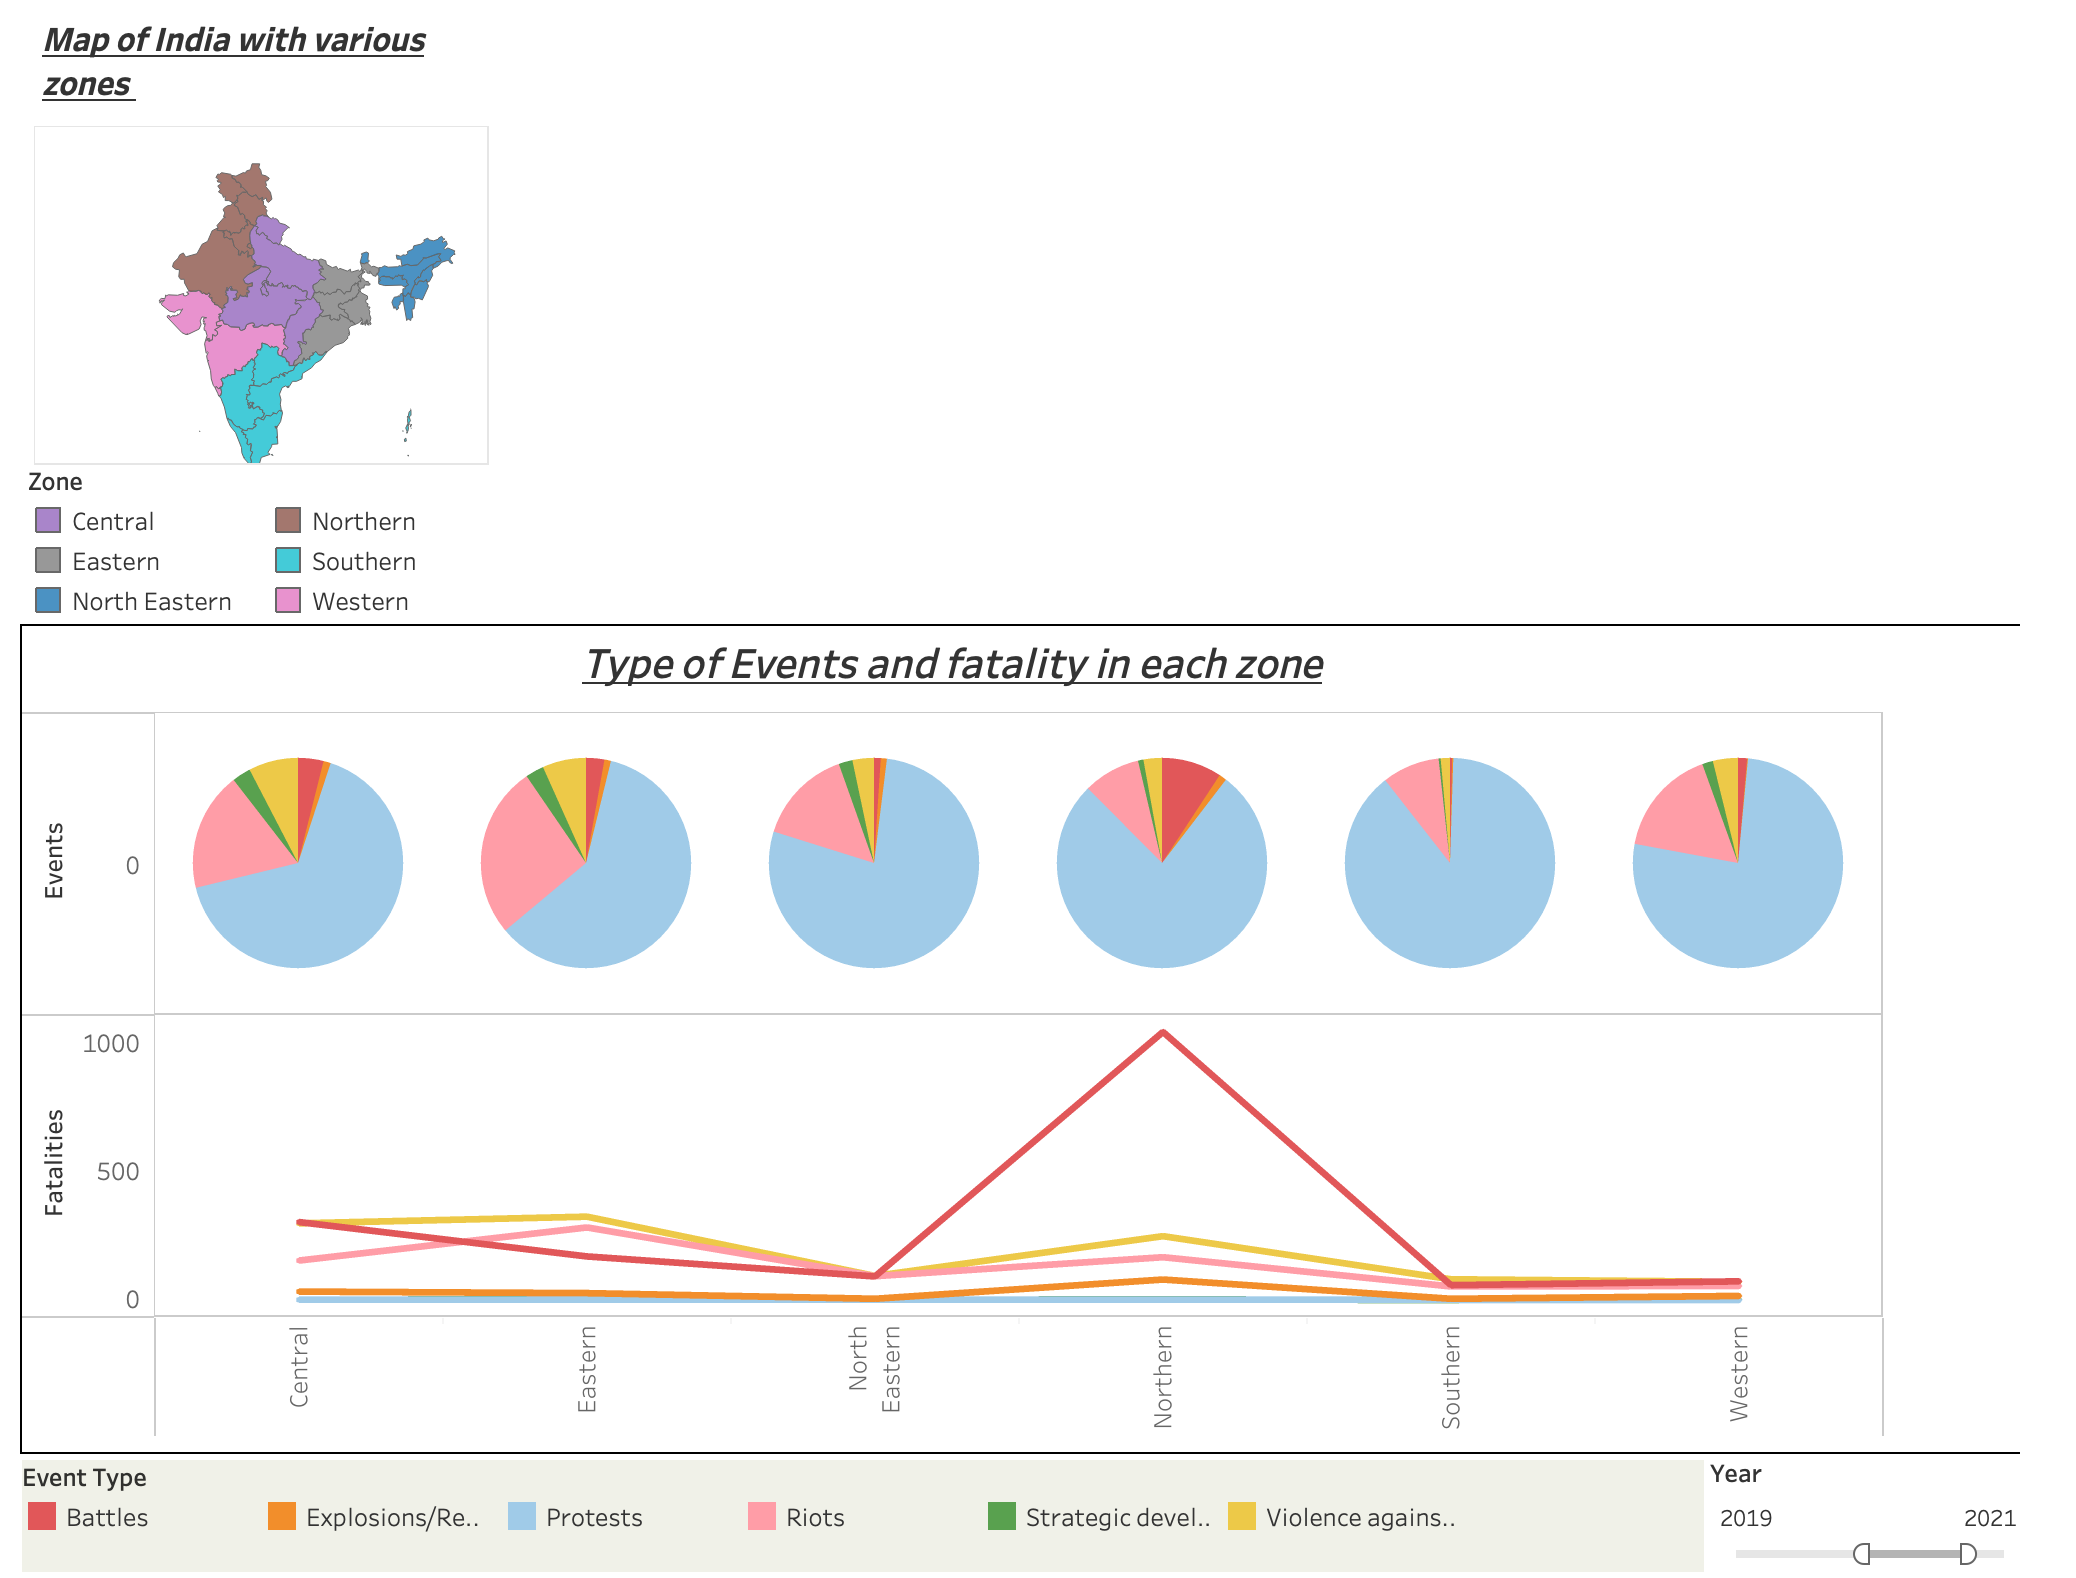 Map of India with various
zones
Zone
Central
Northern
Eastern
Southern
North Eastern
Western
Type of Events and fatality in each zone
Events
0
Fatalities
1000
500
0
Central
Eastern
North
Eastern
Northern
Southern
Western
Event Type
Battles
Explosions/Re..
Protests
Riots
Strategic devel..
Violence agains..
Year
2019
2021